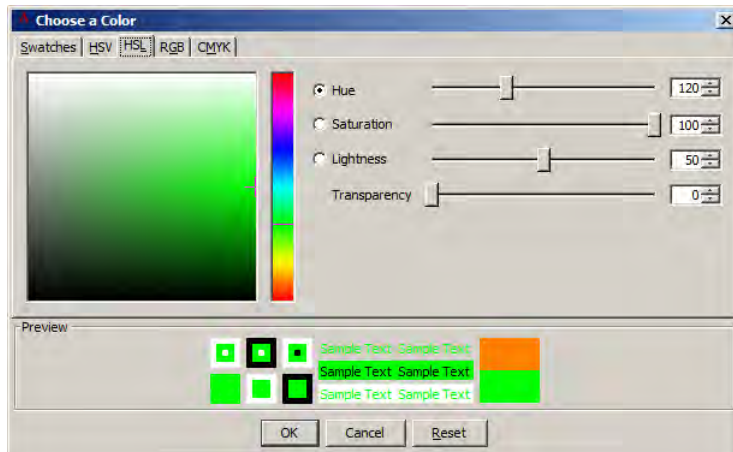 Choose a Color
Swatches HSV HSL RGB CMYK
Hue 120
Saturation 100
Lightness 50
Transparency 0
Preview
Sample Text Sample Text
Sample Text Sample Text
Sample Text Sample Text
OK Cancel Reset